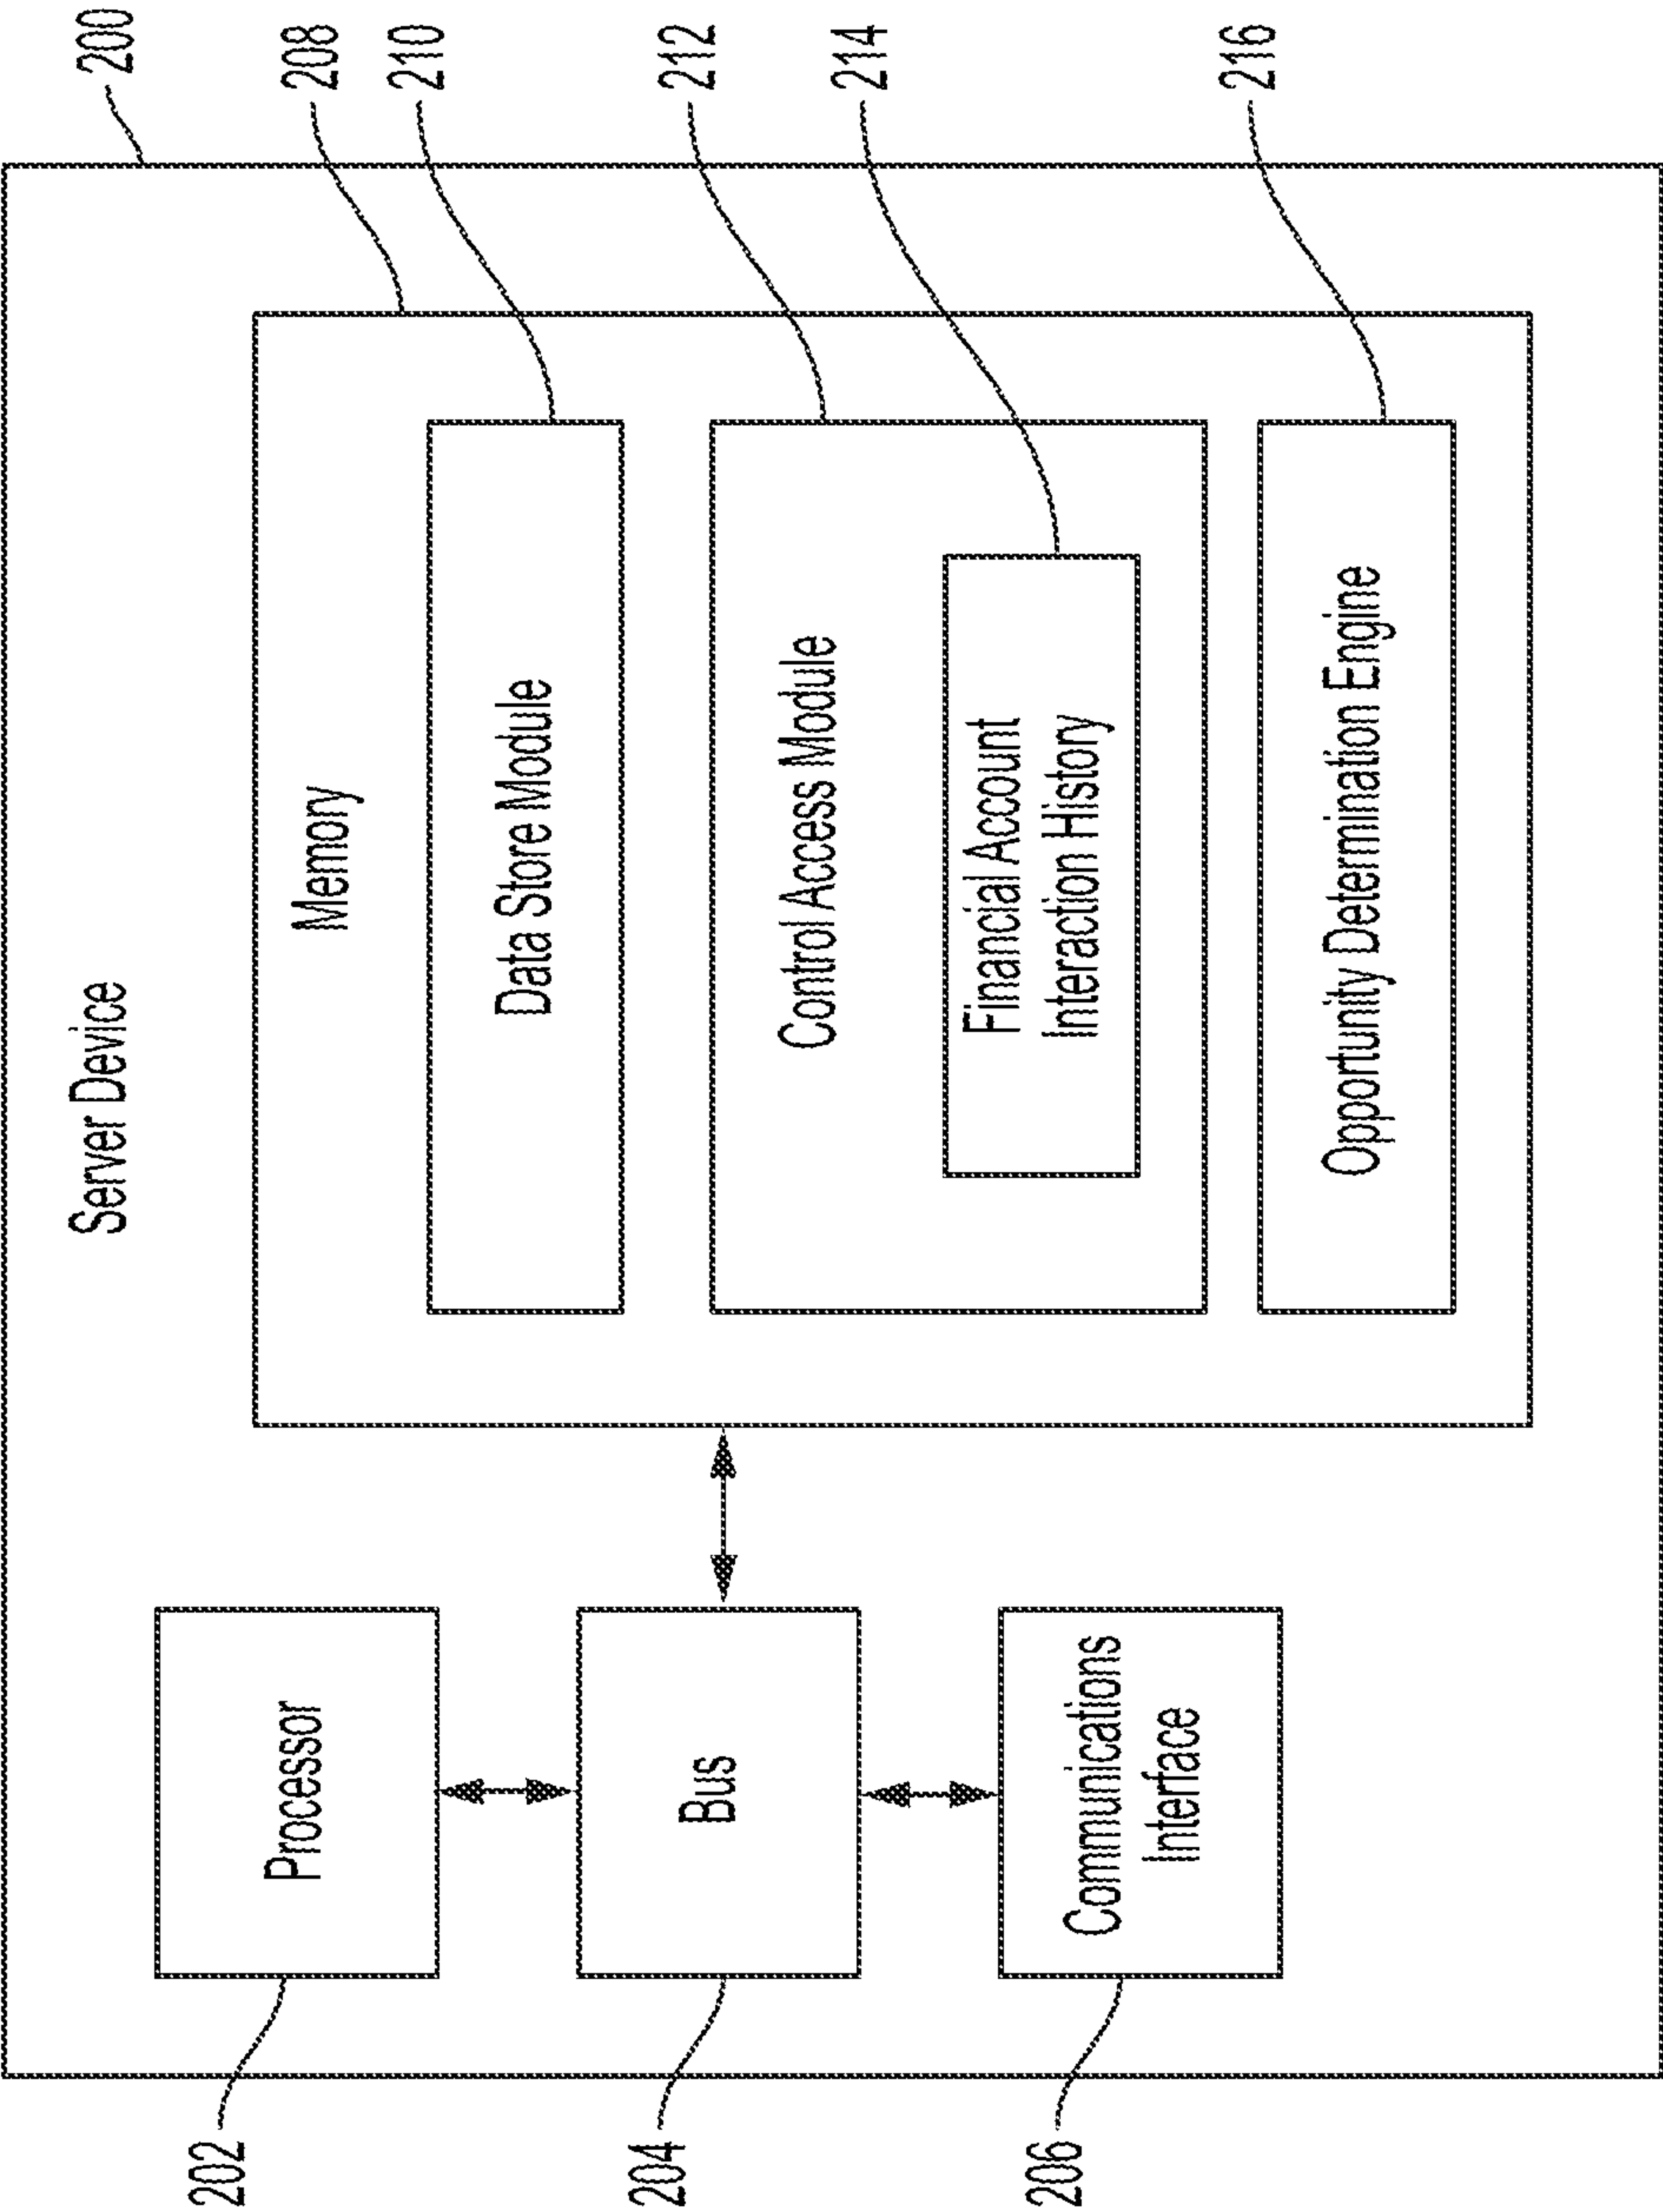 200
Server Device
208
Memory
210
Data Store Module
212
Control Access Module
214
Financial Account
Interaction History
216
Opportunity Determination Engine
202
Processor
204
Bus
206
Communications
Interface